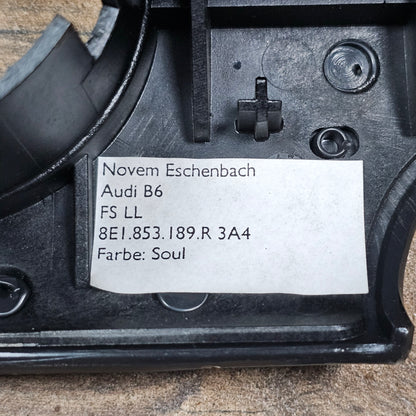 Novem Eschenbach
Audi B6
FS LL
8E1.853.189.R 3A4
Farbe: Soul